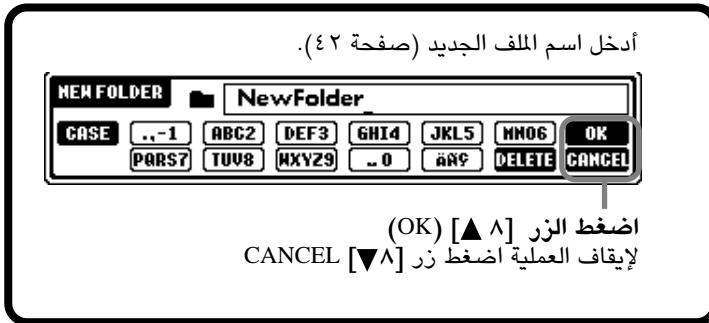 أدخل اسم الملف الجديد (صفحة ٤٢).
NEW FOLDER NewFolder_
CASE .,-1 ABC2 DEF3 GHI4 JKL5 MNO6 OK
PQRS7 TUV8 WXYZ9 ␣0 äÑç DELETE CANCEL
اضغط الزر [٨ ▲] (OK)
لإيقاف العملية اضغط زر [٨▼] CANCEL